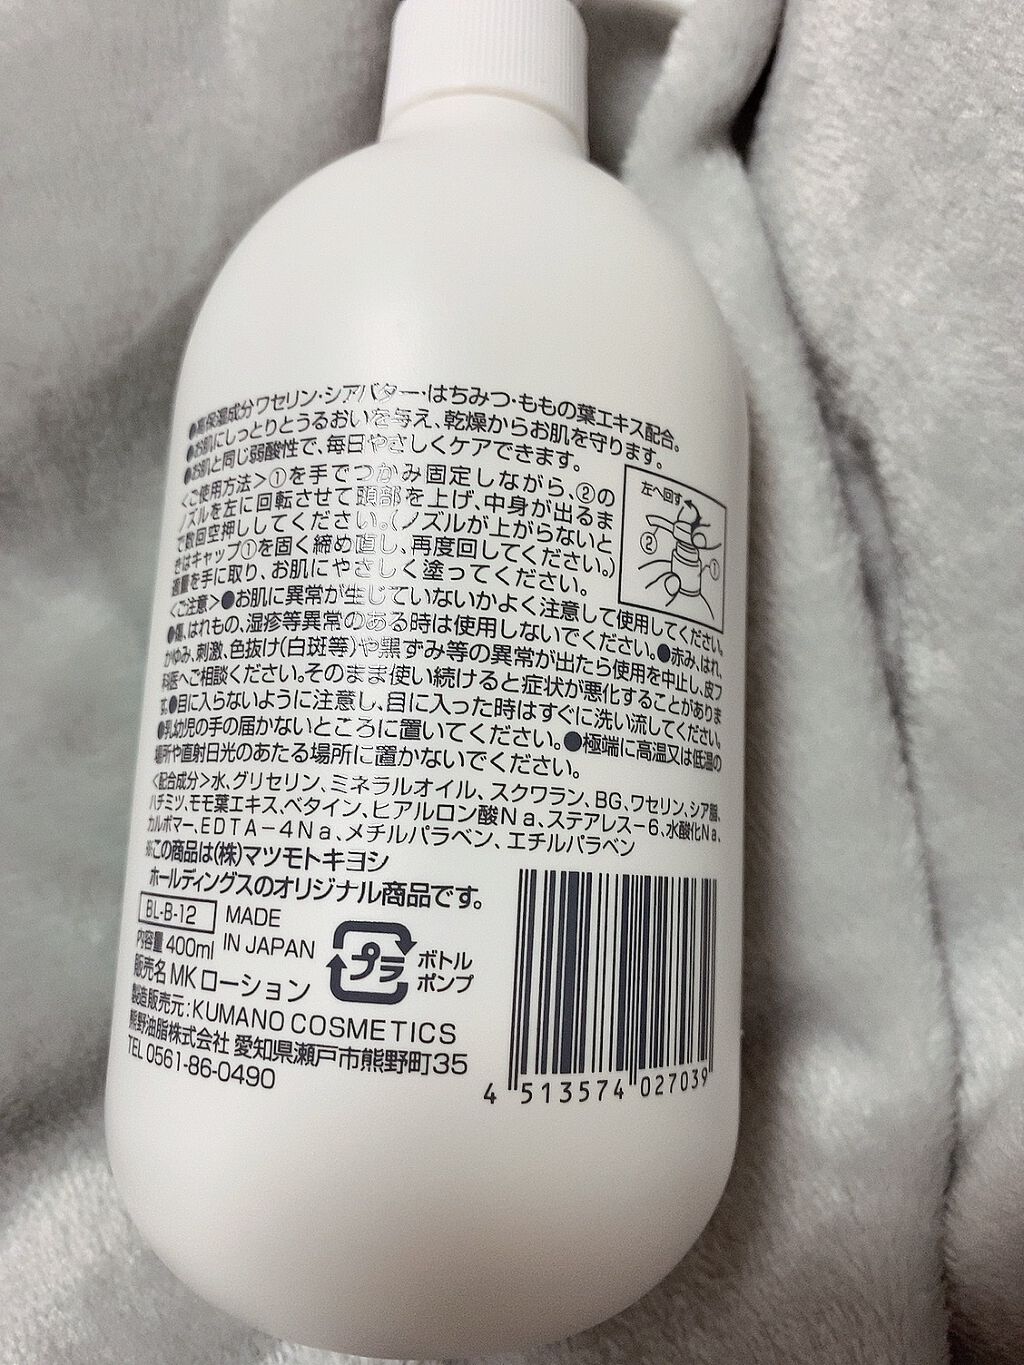 ●高保湿成分ワセリン・シアバター・はちみつ・ももの葉エキス配合。
●お肌にしっとりとうるおいを与え、乾燥からお肌を守ります。
●お肌と同じ弱酸性で、毎日やさしくケアできます。
<ご使用方法>①を手でつかみ固定しながら、②の
ノズルを左に回転させて頭部を上げ、中身が出るま
で数回空押ししてください。(ノズルが上がらないと
きはキャップ①を固く締め直し、再度回してください。)
適量を手に取り、お肌にやさしく塗ってください。
左へ回す
②
①
<ご注意>●お肌に異常が生じていないかよく注意して使用してください。
●傷、はれもの、湿疹等異常のある時は使用しないでください。●赤み、はれ、
かゆみ、刺激、色抜け(白斑等)や黒ずみ等の異常が出たら使用を中止し、皮フ
科医へご相談ください。そのまま使い続けると症状が悪化することがありま
す。●目に入らないように注意し、目に入った時はすぐに洗い流してください。
●乳幼児の手の届かないところに置いてください。●極端に高温又は低温の
場所や直射日光のあたる場所に置かないでください。
<配合成分>水、グリセリン、ミネラルオイル、スクワラン、BG、ワセリン、シア脂、
ハチミツ、モモ葉エキス、ベタイン、ヒアルロン酸Na、ステアレス-6、水酸化Na、
カルボマー、EDTA-4Na、メチルパラベン、エチルパラベン
※この商品は(株)マツモトキヨシ
ホールディングスのオリジナル商品です。
BL-B-12
MADE
IN JAPAN
プラ
ボトル
ポンプ
内容量 400ml
販売名 MKローション
製造販売元:KUMANO COSMETICS
熊野油脂株式会社 愛知県瀬戸市熊野町35
TEL 0561-86-0490
4 513574 027039